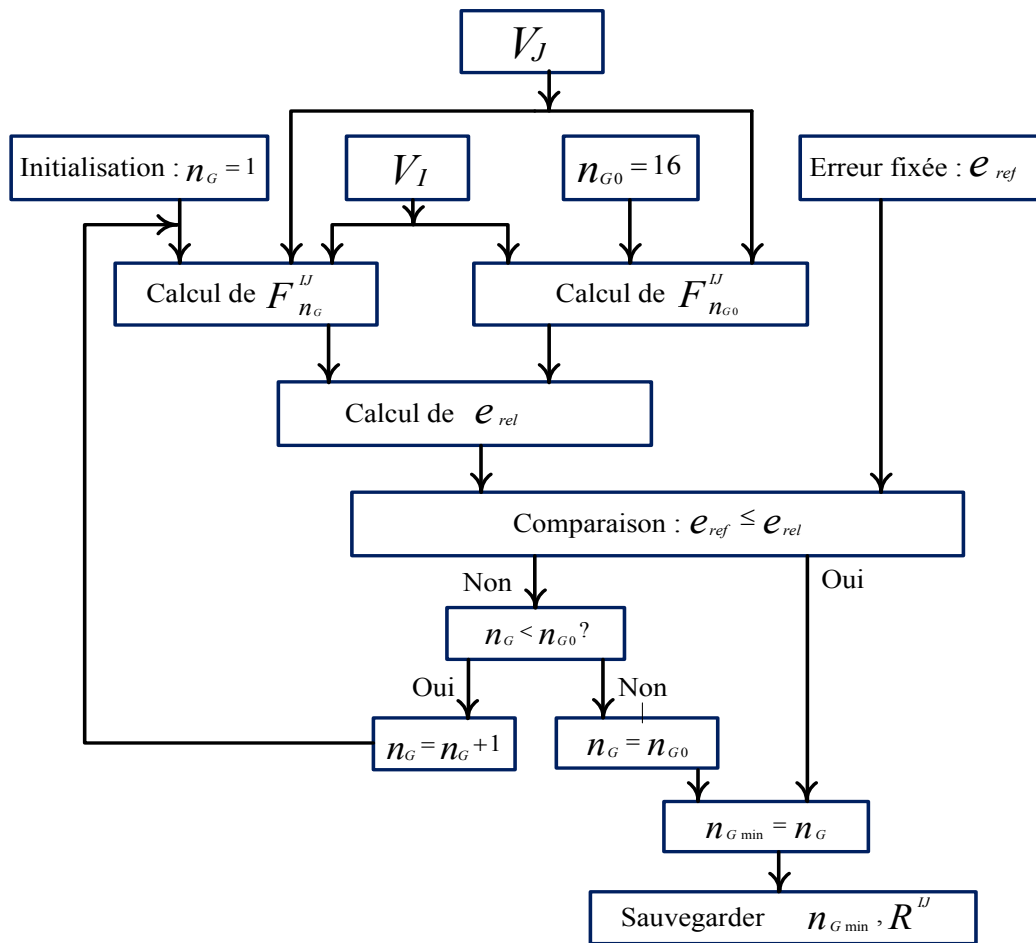 V_J
Initialisation : n_G = 1
V_I
n_G0 = 16
Erreur fixée : e_ref
Calcul de F^IJ_n_G
Calcul de F^IJ_n_G0
Calcul de e_rel
Comparaison : e_ref ≤ e_rel
Non
Oui
n_G < n_G0 ?
Oui
Non
n_G = n_G +1
n_G = n_G0
n_G min = n_G
Sauvegarder n_G min , R^IJ